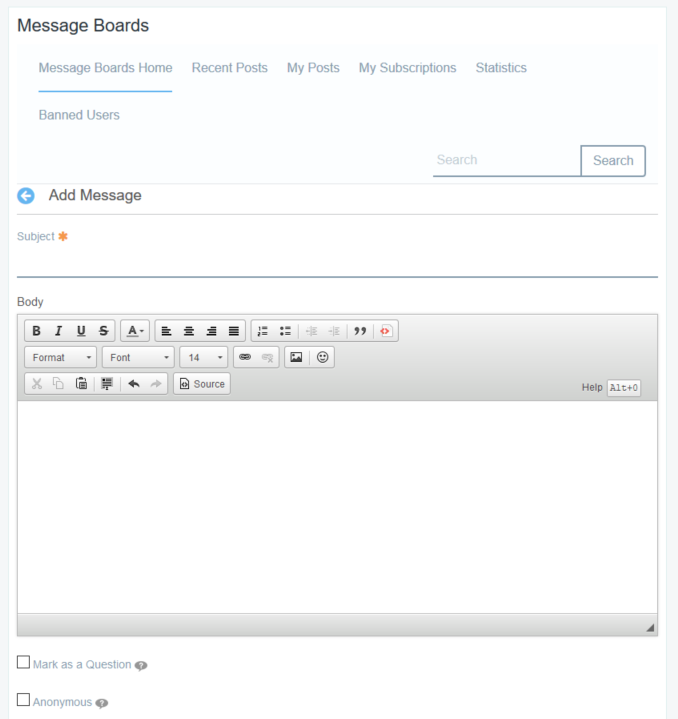 Message Boards
Message Boards Home Recent Posts My Posts My Subscriptions Statistics
Banned Users
Search Search
Add Message
Subject
Body
B I U S A
Format Font 14
Source
Help Alt+0
Mark as a Question ?
Anonymous ?